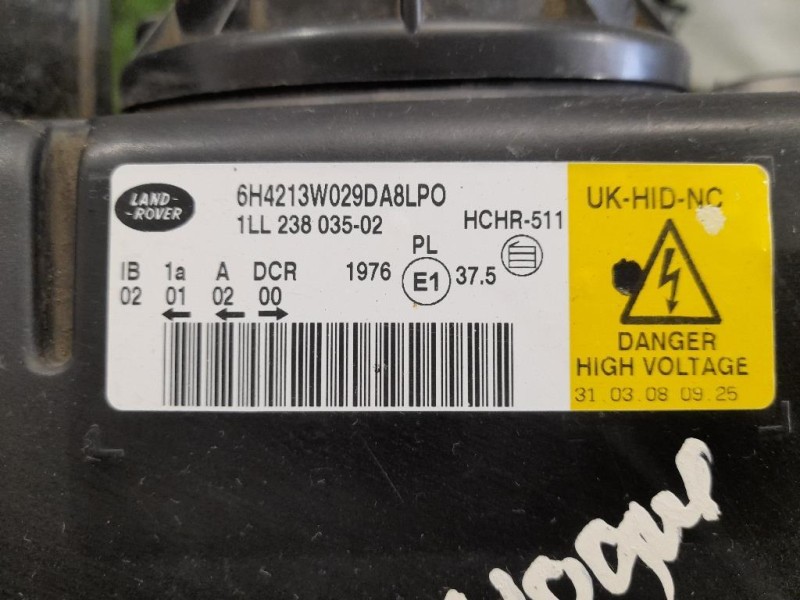 LAND-
-ROVER
6H4213W029DA8LPO
1LL 238 035-02
HCHR-511
PL
IB 1a A DCR
02 01 02 00
1976 E1 37.5
UK-HID-NC
DANGER
HIGH VOLTAGE
31.03.08 09.25